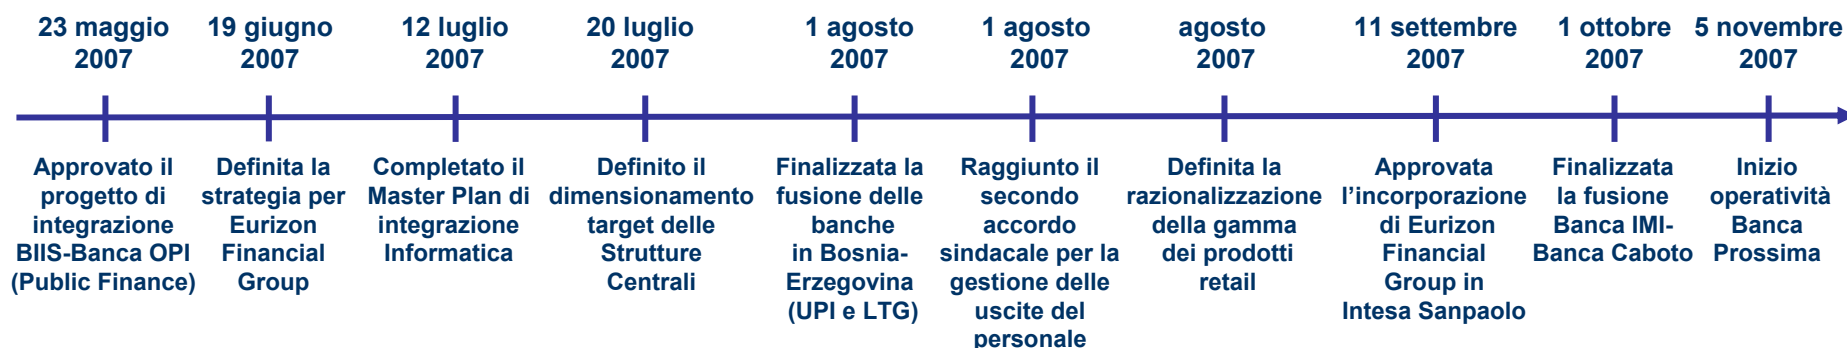 23 maggio
2007
19 giugno
2007
12 luglio
2007
20 luglio
2007
1 agosto
2007
1 agosto
2007
agosto
2007
11 settembre
2007
1 ottobre
2007
5 novembre
2007
Approvato il
progetto di
integrazione
BIIS-Banca OPI
(Public Finance)
Definita la
strategia per
Eurizon
Financial
Group
Completato il
Master Plan di
integrazione
Informatica
Definito il
dimensionamento
target delle
Strutture
Centrali
Finalizzata la
fusione delle
banche
in Bosnia-
Erzegovina
(UPI e LTG)
Raggiunto il
secondo
accordo
sindacale per la
gestione delle
uscite del
personale
Definita la
razionalizzazione
della gamma
dei prodotti
retail
Approvata
l’incorporazione
di Eurizon
Financial
Group in
Intesa Sanpaolo
Finalizzata
la fusione
Banca IMI-
Banca Caboto
Inizio
operatività
Banca
Prossima